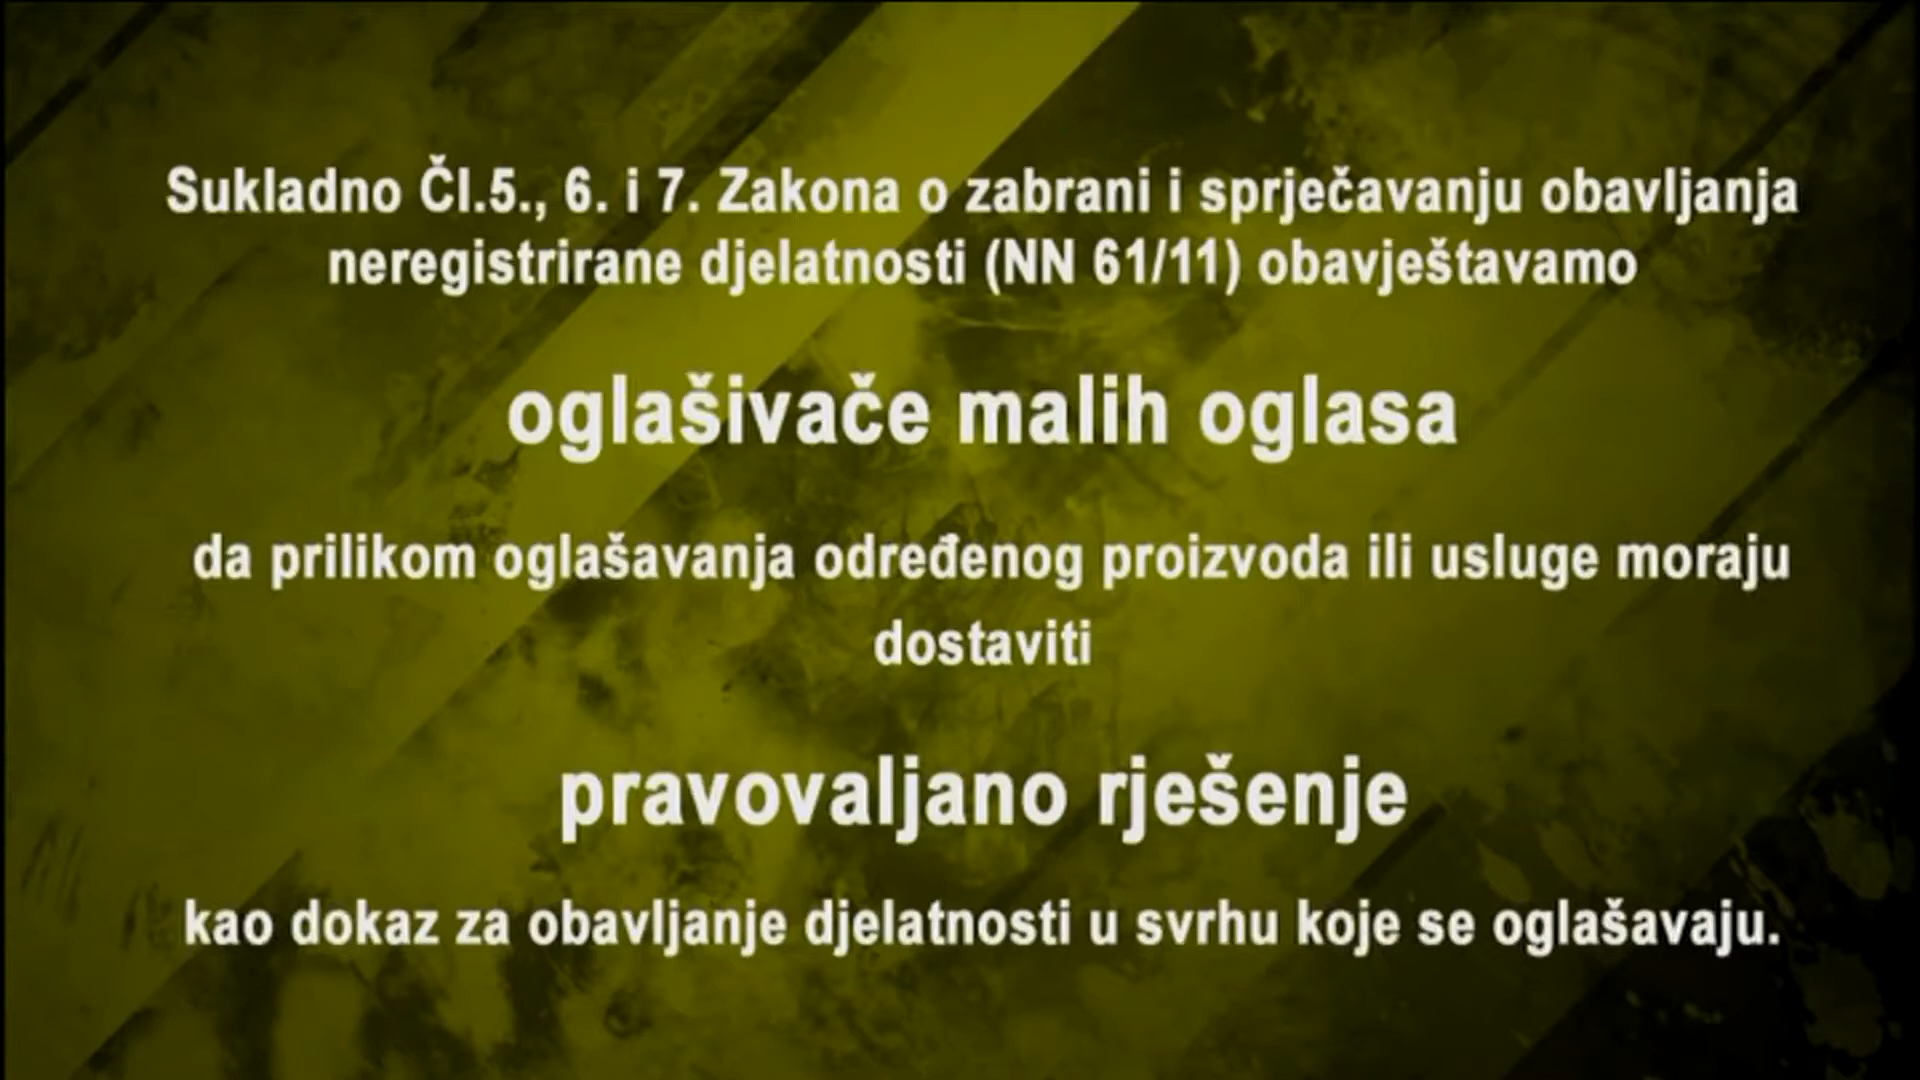 Sukladno Čl.5., 6. i 7. Zakona o zabrani i sprječavanju obavljanja
neregistrirane djelatnosti (NN 61/11) obavještavamo
oglašivače malih oglasa
da prilikom oglašavanja određenog proizvoda ili usluge moraju
dostaviti
pravovaljano rješenje
kao dokaz za obavljanje djelatnosti u svrhu koje se oglašavaju.